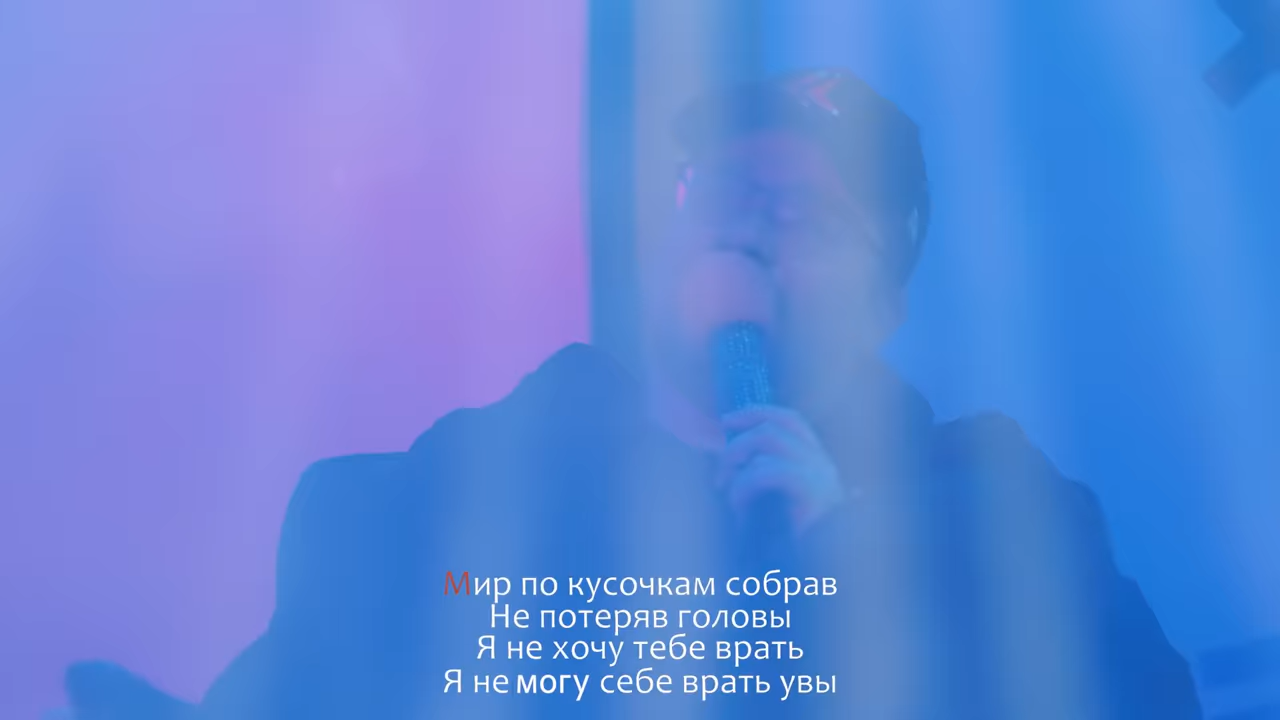 Мир по кусочкам собрав
Не потеряв головы
Я не хочу тебе врать
Я не могу себе врать увы